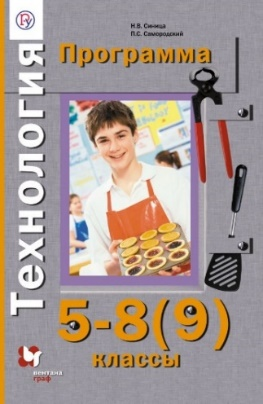 Н.В. Синица
П.С. Самородский
Программа
Технология
5-8(9)
классы
вентана
граф